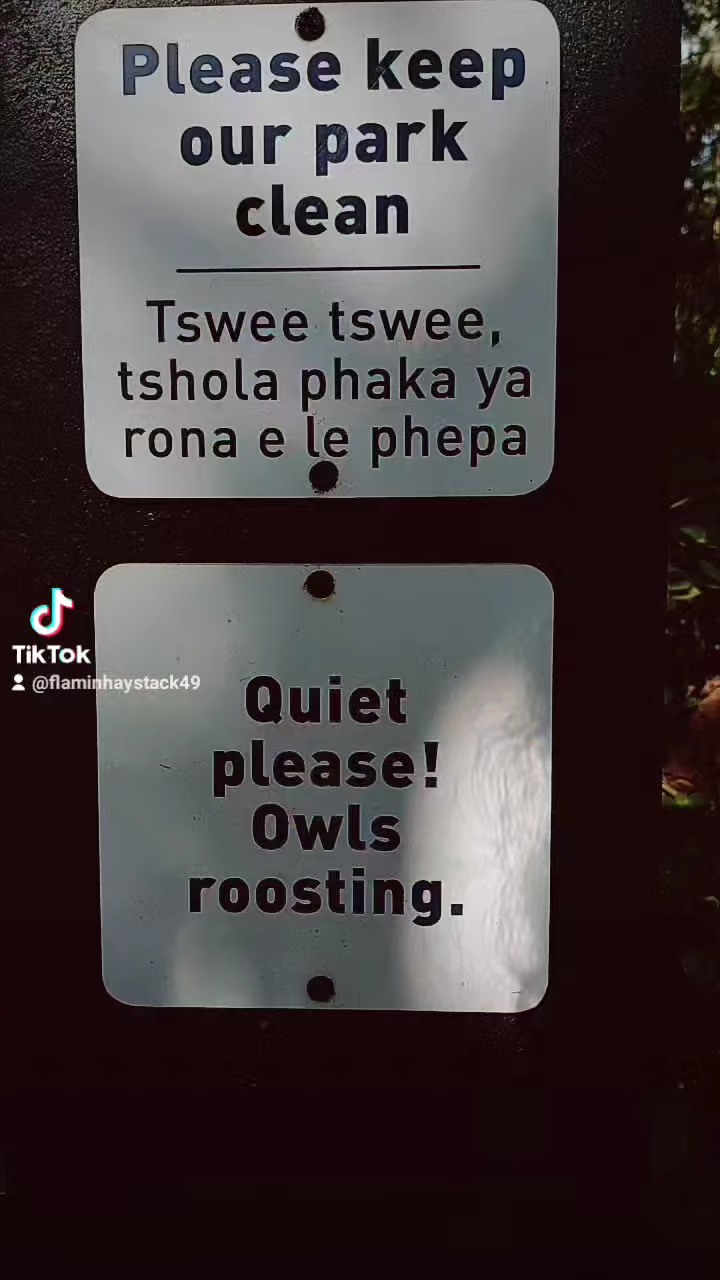 Please keep
our park
clean
Tswee tswee,
tshola phaka ya
rona e le phepa
TikTok
@flaminhaystack49
Quiet
please!
Owls
roosting.